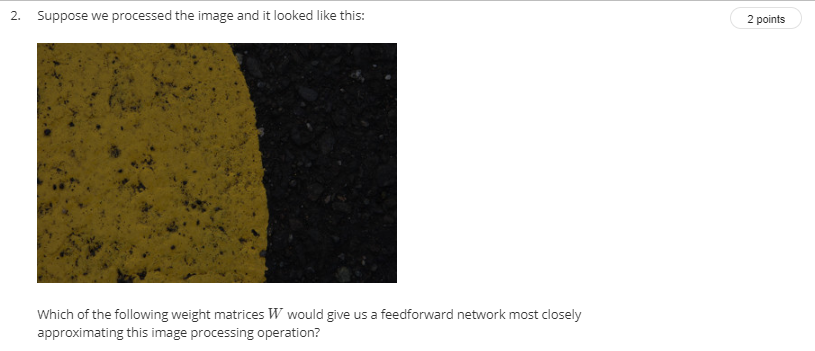 2. Suppose we processed the image and it looked like this:
2 points
Which of the following weight matrices W would give us a feedforward network most closely
approximating this image processing operation?